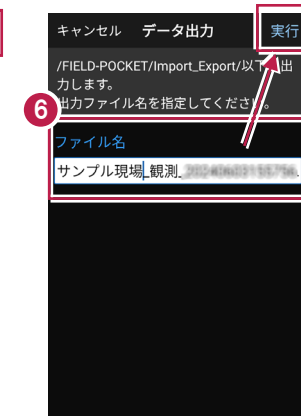 キャンセル データ出力 実行
/FIELD-POCKET/Import_Export/以下 出
力します。
出力ファイル名を指定してください。
6
ファイル名
サンプル現場_観測_